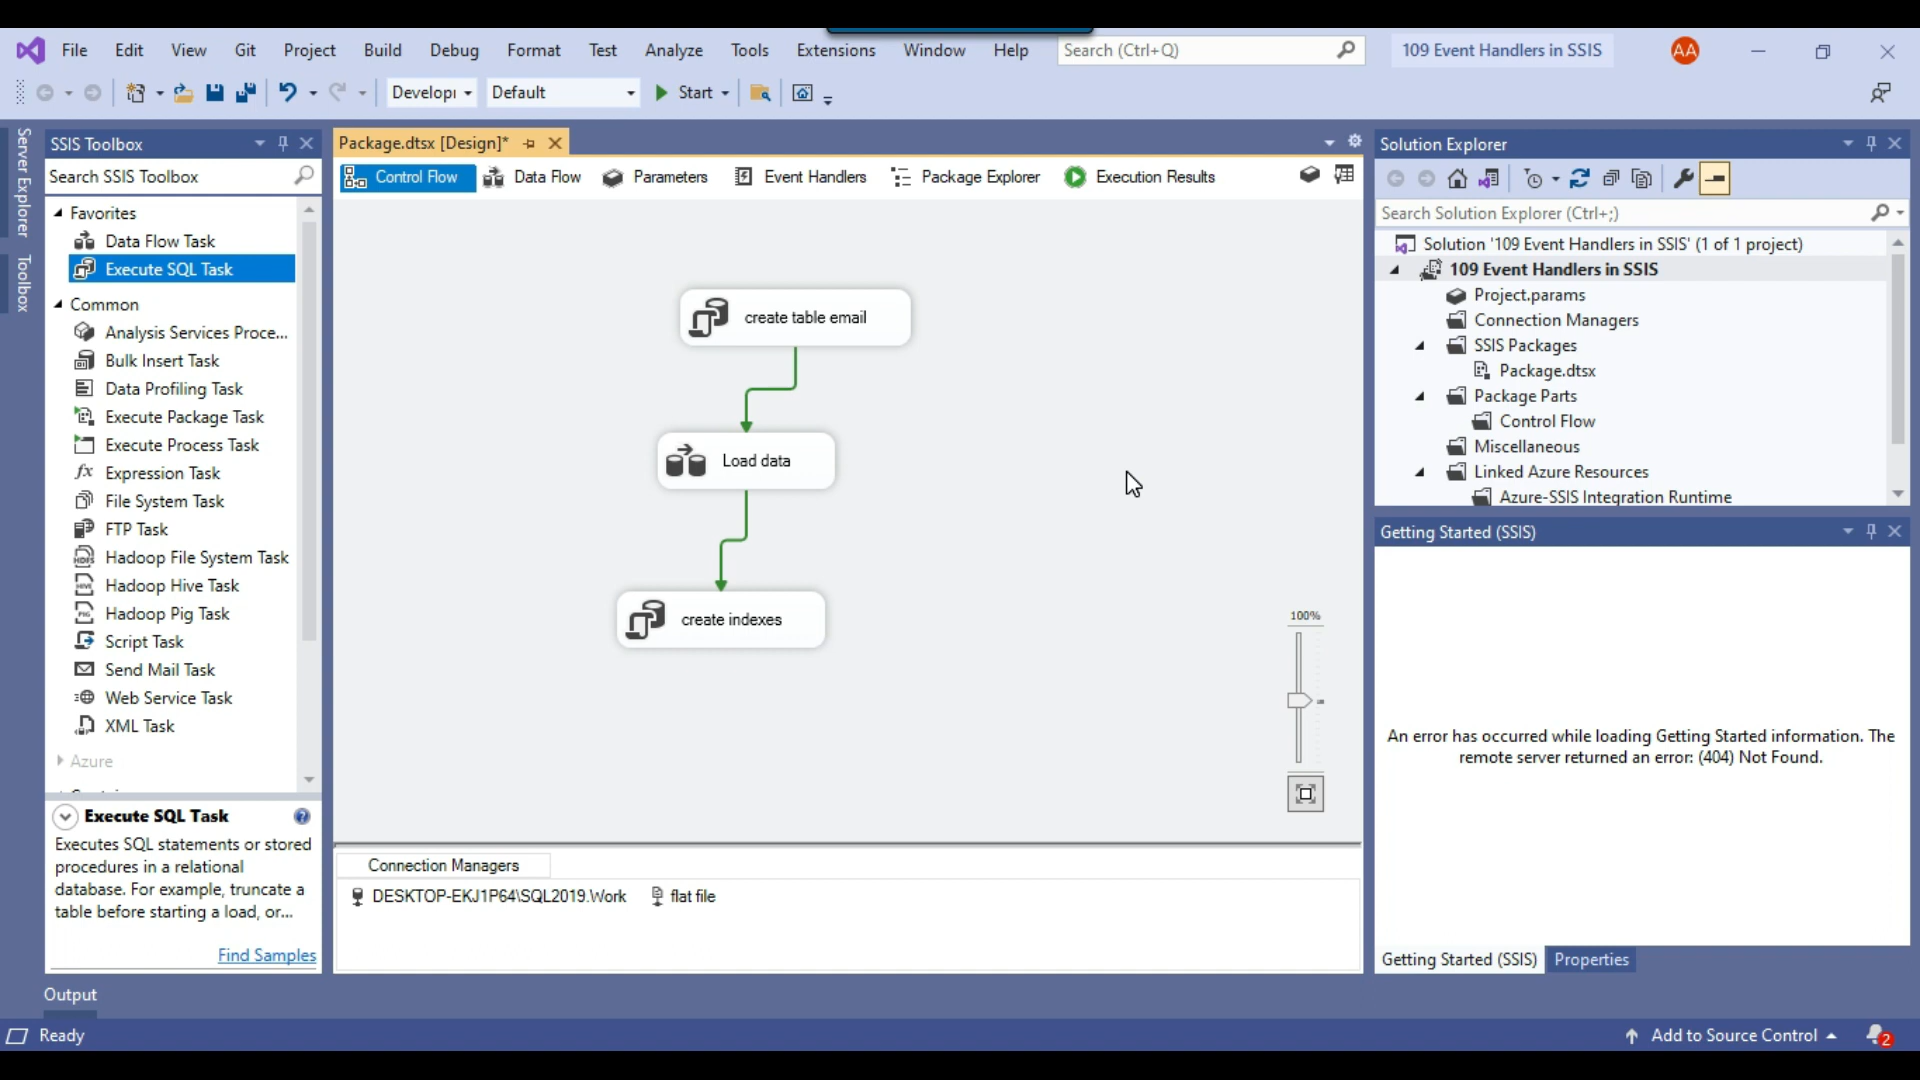 File Edit View Git Project Build Debug Format Test Analyze Tools Extensions Window Help Search (Ctrl+Q) 109 Event Handlers in SSIS AA
Developı Default Start
Server Explorer
Toolbox
SSIS Toolbox
Search SSIS Toolbox
Favorites
Data Flow Task
Execute SQL Task
Common
Analysis Services Proce...
Bulk Insert Task
Data Profiling Task
Execute Package Task
Execute Process Task
fx Expression Task
File System Task
FTP Task
Hadoop File System Task
Hadoop Hive Task
Hadoop Pig Task
Script Task
Send Mail Task
Web Service Task
XML Task
Azure
Execute SQL Task
Executes SQL statements or stored
procedures in a relational
database. For example, truncate a
table before starting a load, or...
Find Samples
Package.dtsx [Design]*
Control Flow Data Flow Parameters Event Handlers Package Explorer Execution Results
create table email
Load data
create indexes
100%
Connection Managers
DESKTOP-EKJ1P64\SQL2019.Work flat file
Solution Explorer
Search Solution Explorer (Ctrl+;)
Solution '109 Event Handlers in SSIS' (1 of 1 project)
109 Event Handlers in SSIS
Project.params
Connection Managers
SSIS Packages
Package.dtsx
Package Parts
Control Flow
Miscellaneous
Linked Azure Resources
Azure-SSIS Integration Runtime
Getting Started (SSIS)
An error has occurred while loading Getting Started information. The
remote server returned an error: (404) Not Found.
Getting Started (SSIS) Properties
Output
Ready Add to Source Control 2